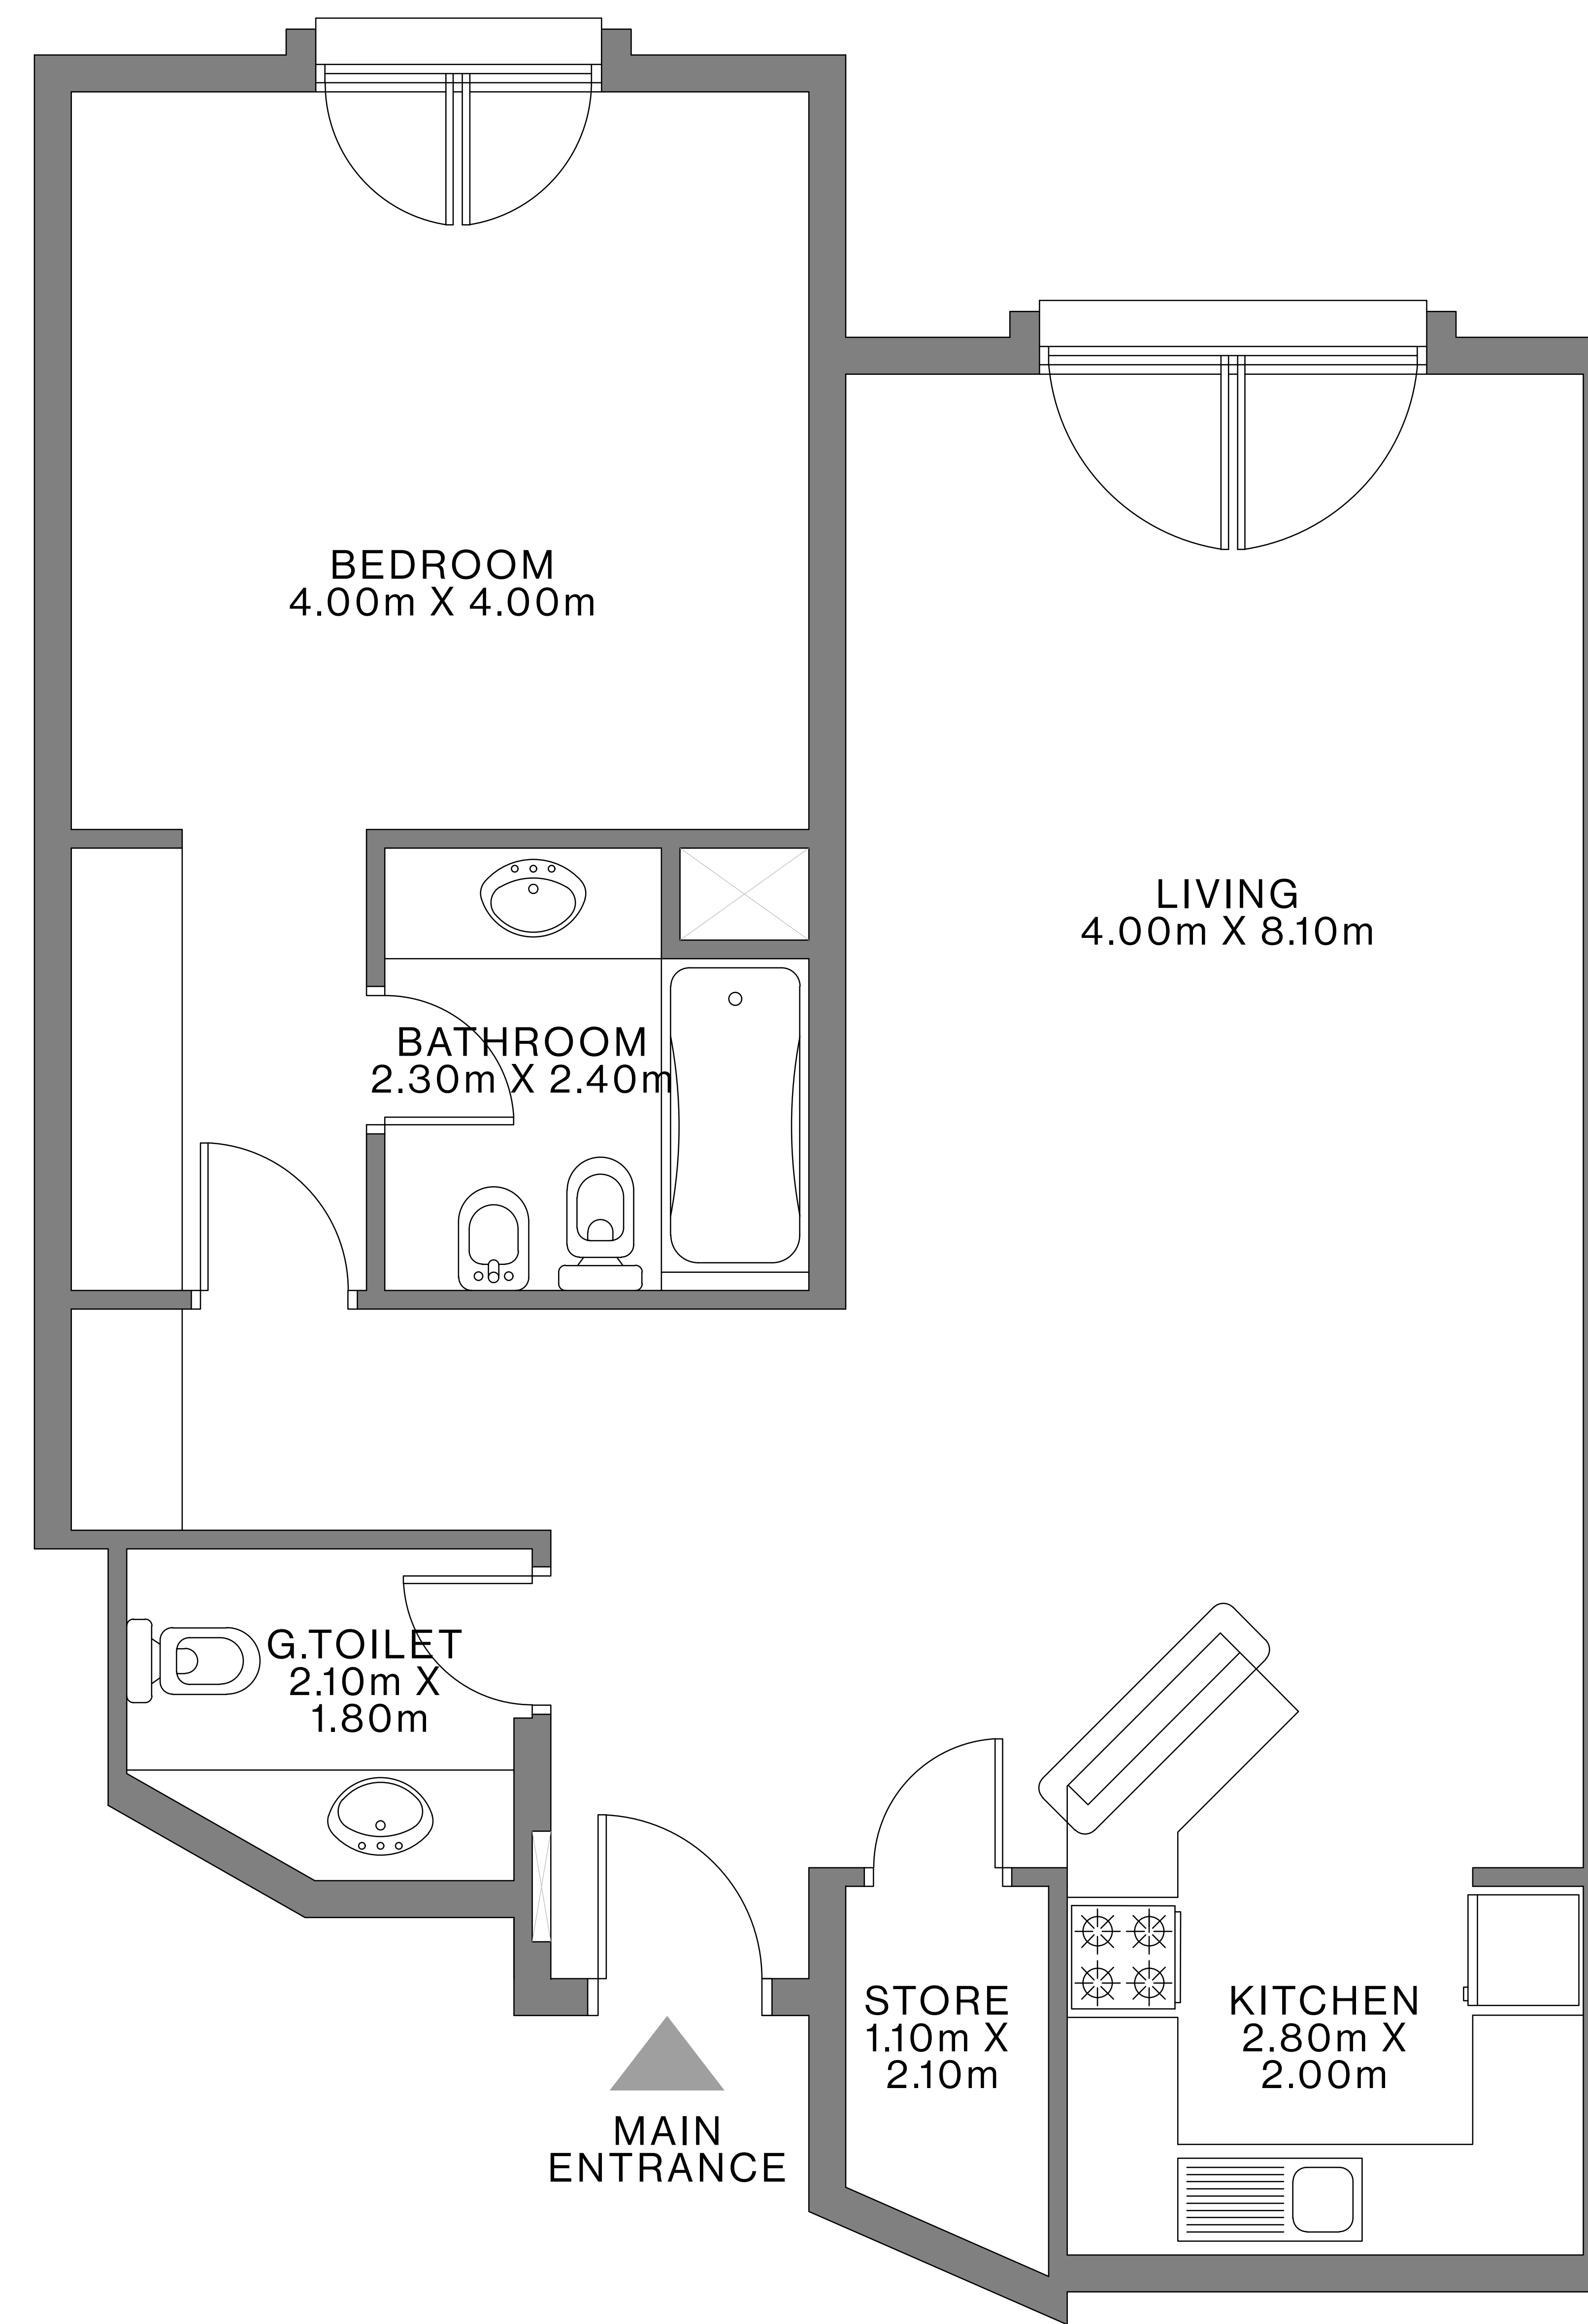 BEDROOM
4.00m X 4.00m
LIVING
4.00m X 8.10m
BATHROOM
2.30m X 2.40m
G.TOILET
2.10m X
1.80m
STORE
1.10m X
2.10m
KITCHEN
2.80m X
2.00m
MAIN
ENTRANCE